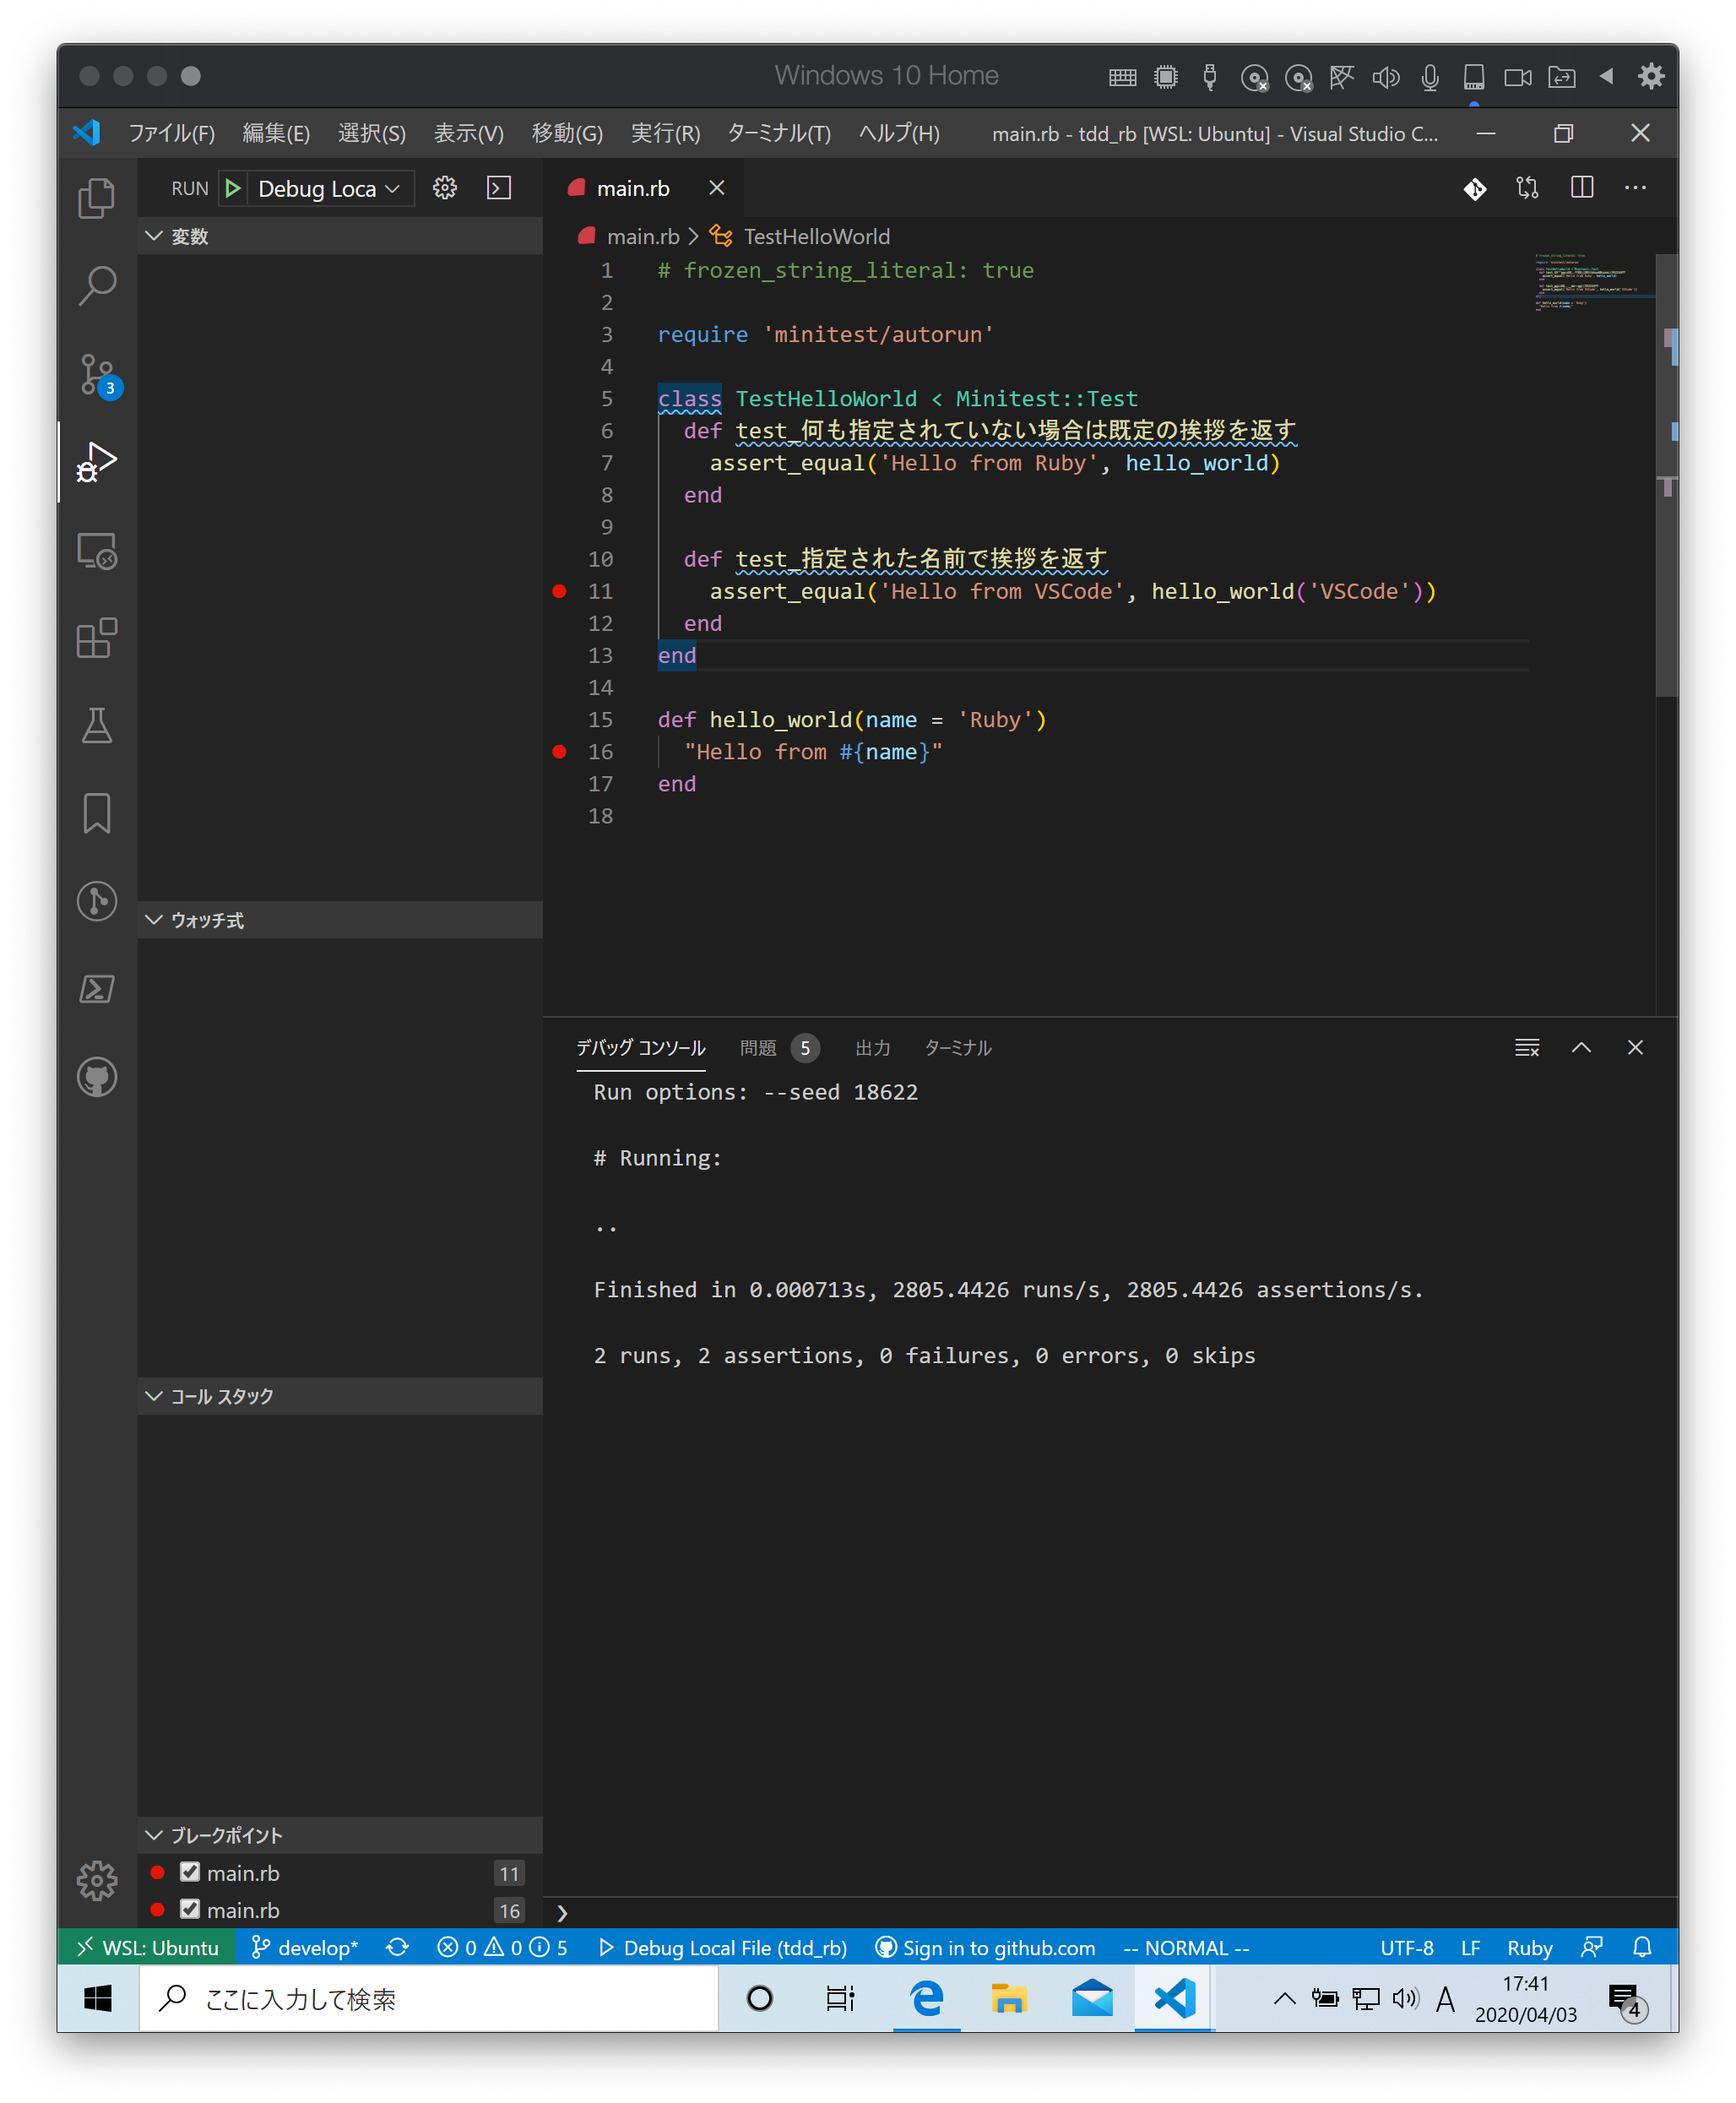 Windows 10 Home
ファイル(F) 編集(E) 選択(S) 表示(V) 移動(G) 実行(R) ターミナル(T) ヘルプ(H) main.rb - tdd_rb [WSL: Ubuntu] - Visual Studio C...
RUN Debug Loca
main.rb
変数
main.rb > TestHelloWorld
1 # frozen_string_literal: true
2
3 require 'minitest/autorun'
4
5 class TestHelloWorld < Minitest::Test
6 def test_何も指定されていない場合は既定の挨拶を返す
7 assert_equal('Hello from Ruby', hello_world)
8 end
9
10 def test_指定された名前で挨拶を返す
11 assert_equal('Hello from VSCode', hello_world('VSCode'))
12 end
13 end
14
15 def hello_world(name = 'Ruby')
16 "Hello from #{name}"
17 end
18
3
ウォッチ式
コール スタック
ブレークポイント
main.rb 11
main.rb 16
デバッグ コンソール 問題 5 出力 ターミナル
Run options: --seed 18622
# Running:
..
Finished in 0.000713s, 2805.4426 runs/s, 2805.4426 assertions/s.
2 runs, 2 assertions, 0 failures, 0 errors, 0 skips
WSL: Ubuntu develop* 0 0 5 Debug Local File (tdd_rb) Sign in to github.com -- NORMAL -- UTF-8 LF Ruby
ここに入力して検索
A
17:41
2020/04/03
4